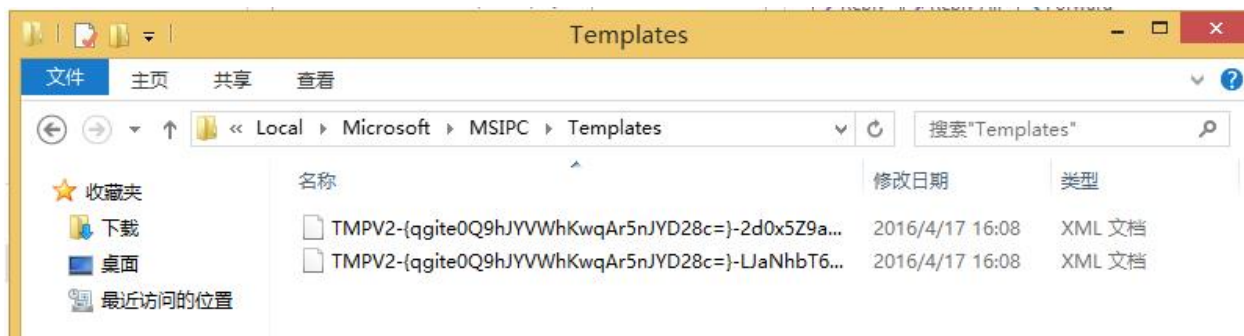 Templates
文件 主页 共享 查看
« Local Microsoft MSIPC Templates 搜索"Templates"
收藏夹
下载
桌面
最近访问的位置
名称 修改日期 类型
TMPV2-{qgite0Q9hJYVWhKwqAr5nJYD28c=}-2d0x5Z9a... 2016/4/17 16:08 XML 文档
TMPV2-{qgite0Q9hJYVWhKwqAr5nJYD28c=}-LJaNhbT6... 2016/4/17 16:08 XML 文档